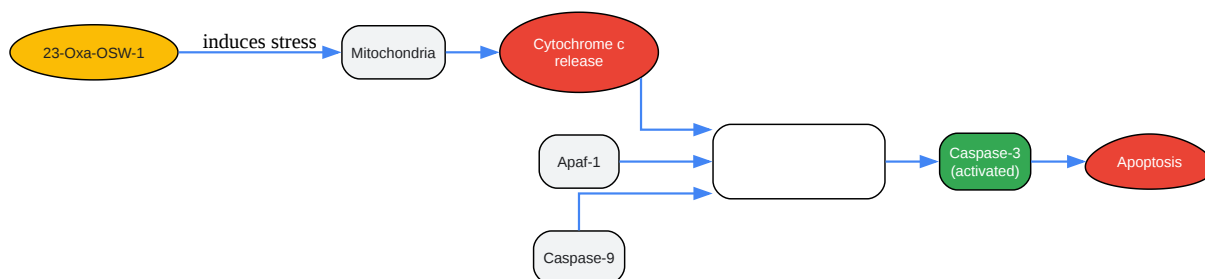 23-Oxa-OSW-1
induces stress
Mitochondria
Cytochrome c
release
Apaf-1
Caspase-3
(activated)
Apoptosis
Caspase-9